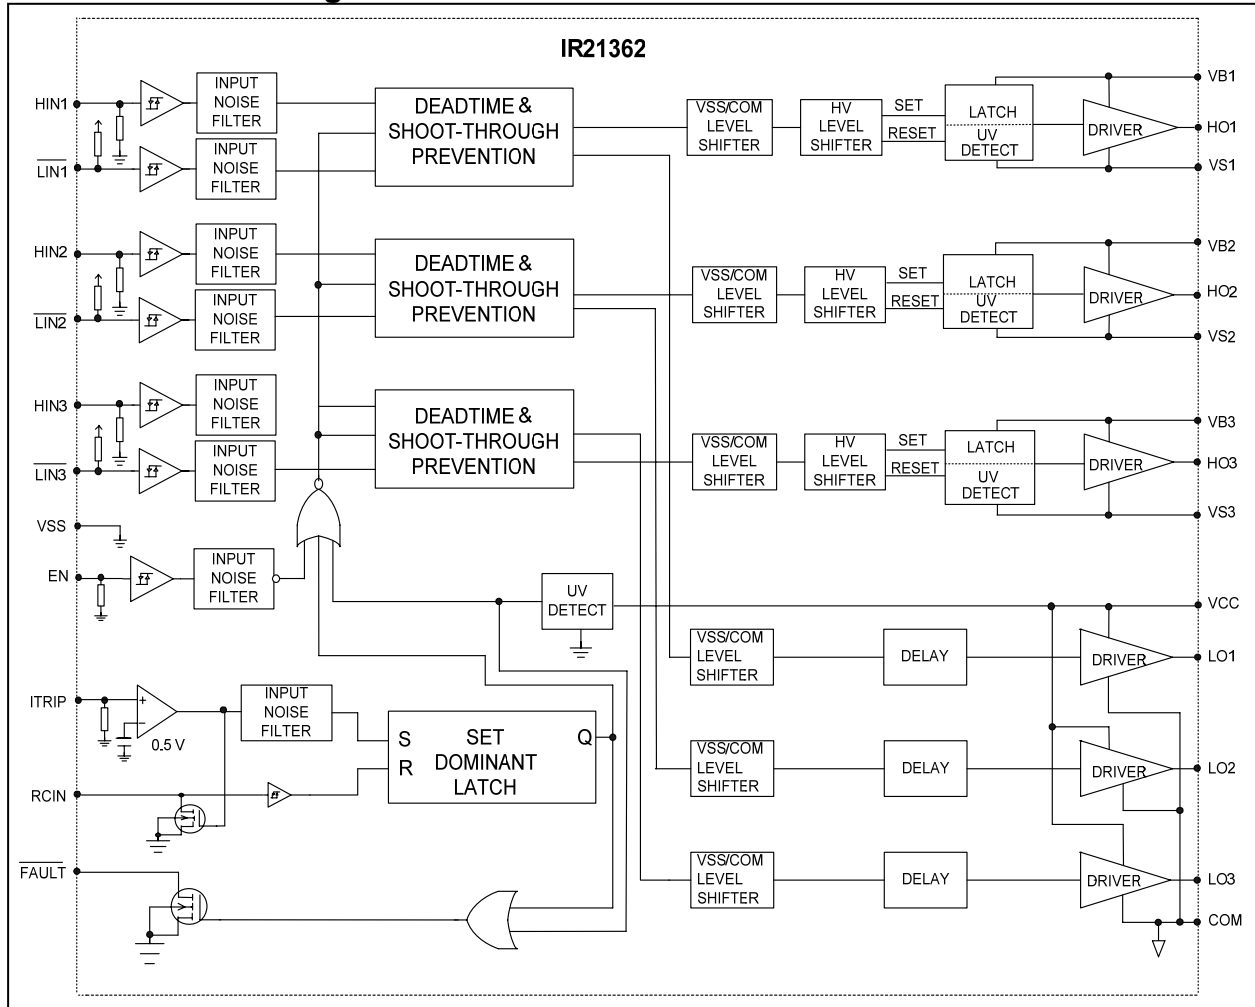 IR21362
HIN1
INPUT
NOISE
FILTER
DEADTIME &
SHOOT-THROUGH
PREVENTION
VSS/COM
LEVEL
SHIFTER
HV
LEVEL
SHIFTER
SET
RESET
LATCH
UV
DETECT
DRIVER
VB1
HO1
VS1
LIN1
INPUT
NOISE
FILTER
HIN2
INPUT
NOISE
FILTER
DEADTIME &
SHOOT-THROUGH
PREVENTION
VSS/COM
LEVEL
SHIFTER
HV
LEVEL
SHIFTER
SET
RESET
LATCH
UV
DETECT
DRIVER
VB2
HO2
VS2
LIN2
INPUT
NOISE
FILTER
HIN3
INPUT
NOISE
FILTER
DEADTIME &
SHOOT-THROUGH
PREVENTION
VSS/COM
LEVEL
SHIFTER
HV
LEVEL
SHIFTER
SET
RESET
LATCH
UV
DETECT
DRIVER
VB3
HO3
VS3
LIN3
INPUT
NOISE
FILTER
VSS
EN
INPUT
NOISE
FILTER
UV
DETECT
VCC
VSS/COM
LEVEL
SHIFTER
DELAY
DRIVER
LO1
ITRIP
+
−
0.5 V
INPUT
NOISE
FILTER
S
R
SET
DOMINANT
LATCH
Q
VSS/COM
LEVEL
SHIFTER
DELAY
DRIVER
LO2
RCIN
FAULT
VSS/COM
LEVEL
SHIFTER
DELAY
DRIVER
LO3
COM